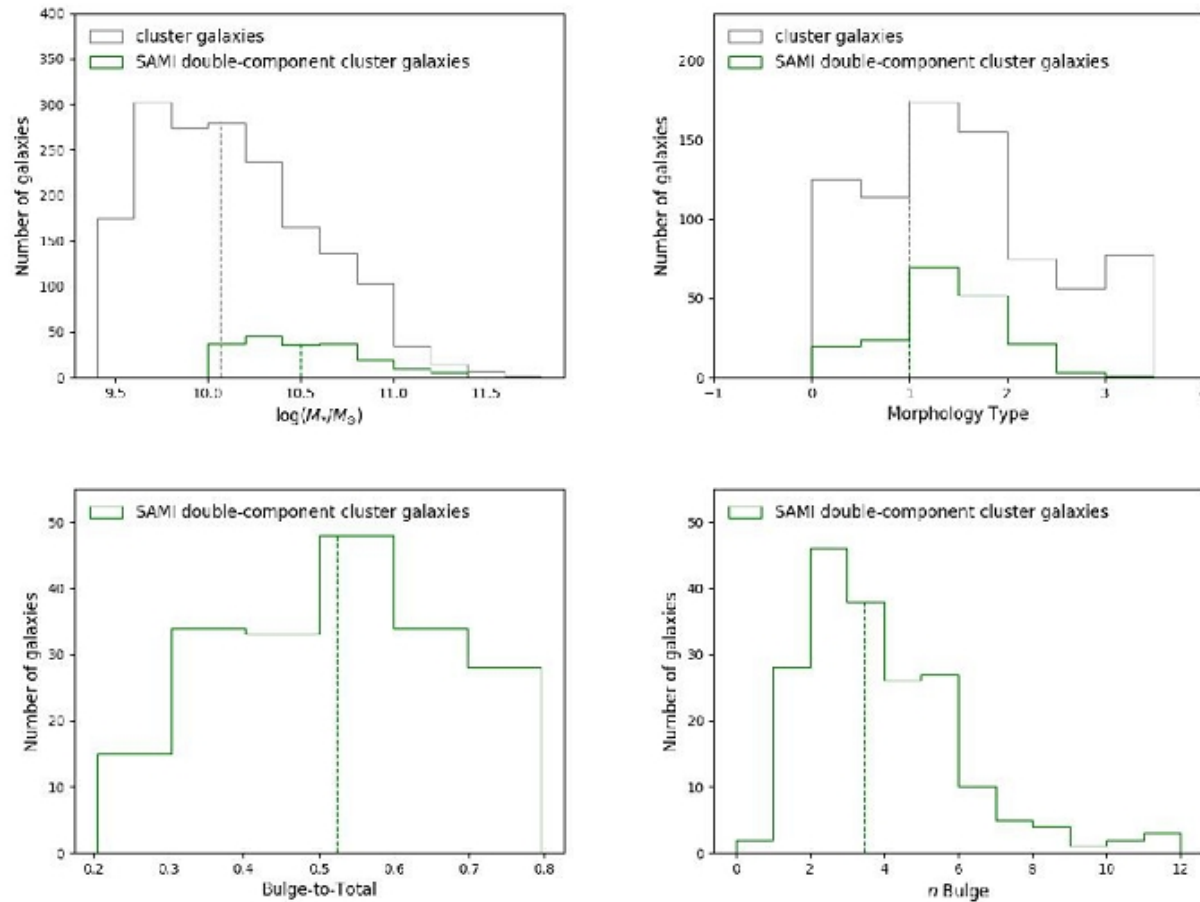 400
350
300
250
200
150
100
50
0
Number of galaxies
cluster galaxies
SAMI double-component cluster galaxies
9.5 10.0 10.5 11.0 11.5
log(M*/M⊙)
200
150
100
50
0
Number of galaxies
cluster galaxies
SAMI double-component cluster galaxies
−1 0 1 2 3
Morphology Type
50
40
30
20
10
0
Number of galaxies
SAMI double-component cluster galaxies
0.2 0.3 0.4 0.5 0.6 0.7 0.8
Bulge-to-Total
50
40
30
20
10
0
Number of galaxies
SAMI double-component cluster galaxies
0 2 4 6 8 10 12
n Bulge